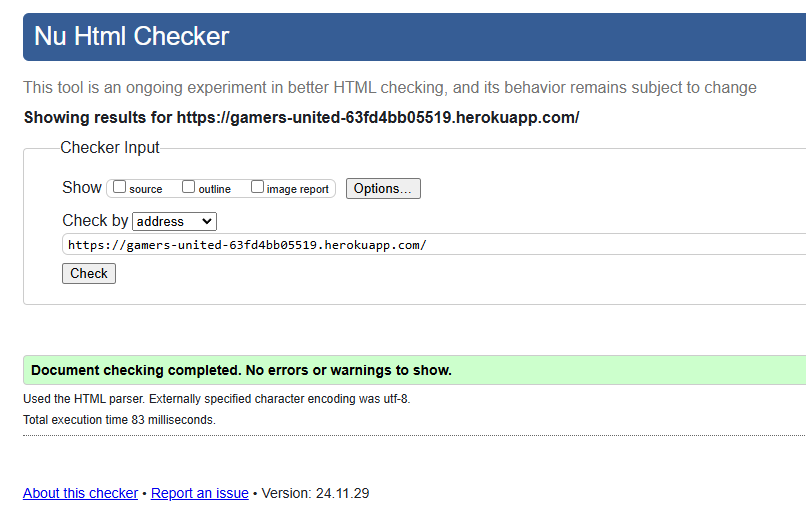 Nu Html Checker
This tool is an ongoing experiment in better HTML checking, and its behavior remains subject to change
Showing results for https://gamers-united-63fd4bb05519.herokuapp.com/
Checker Input
Show source outline image report Options...
Check by address
https://gamers-united-63fd4bb05519.herokuapp.com/
Check
Document checking completed. No errors or warnings to show.
Used the HTML parser. Externally specified character encoding was utf-8.
Total execution time 83 milliseconds.
About this checker • Report an issue • Version: 24.11.29